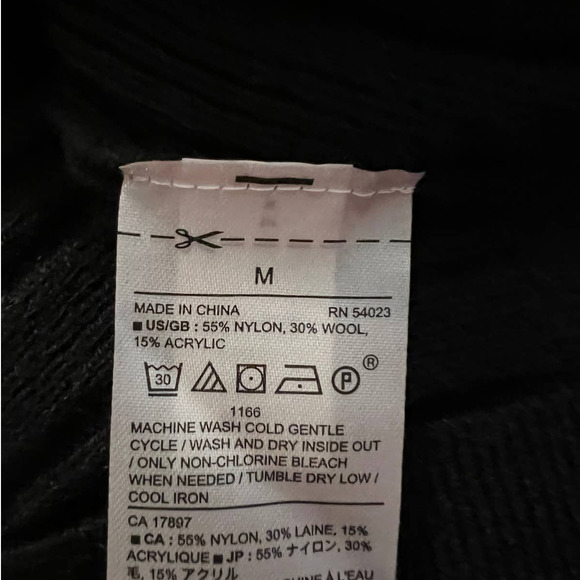 M
MADE IN CHINA RN 54023
■ US/GB : 55% NYLON, 30% WOOL,
15% ACRYLIC
30 P ®
1166
MACHINE WASH COLD GENTLE
CYCLE / WASH AND DRY INSIDE OUT
/ ONLY NON-CHLORINE BLEACH
WHEN NEEDED / TUMBLE DRY LOW /
COOL IRON
CA 17897
■ CA : 55% NYLON, 30% LAINE, 15%
ACRYLIQUE ■ JP : 55% ナイロン, 30%
毛, 15% アクリル
À L'EAU